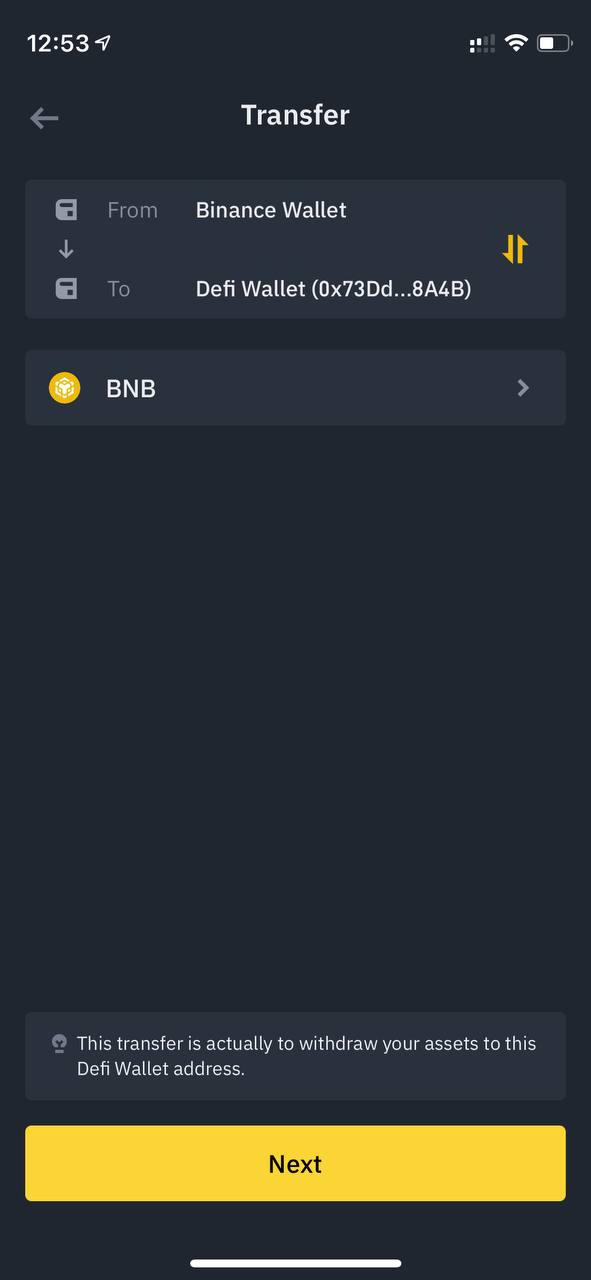 12:53
Transfer
From Binance Wallet
To Defi Wallet (0x73Dd...8A4B)
BNB
This transfer is actually to withdraw your assets to this
Defi Wallet address.
Next